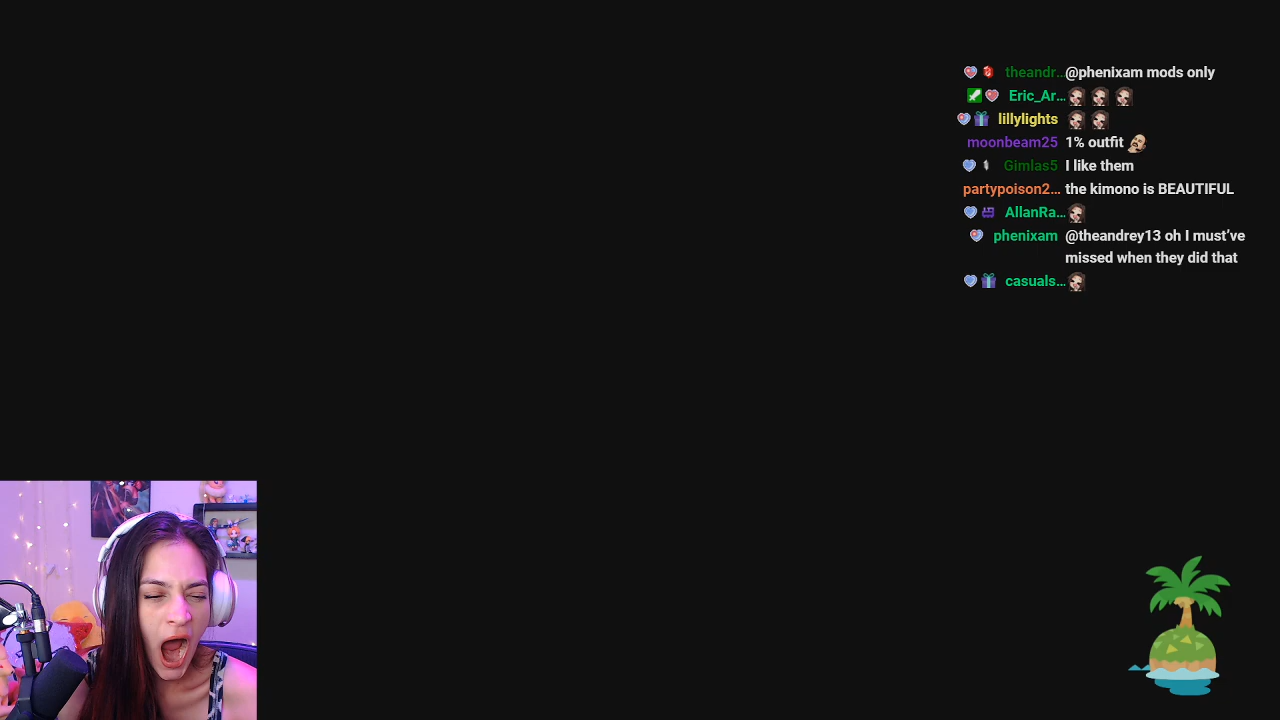 theandr... @phenixam mods only
Eric_Ar...
lillylights
moonbeam25 1% outfit
Gimlas5 I like them
partypoison2... the kimono is BEAUTIFUL
AllanRa...
phenixam @theandrey13 oh I must’ve
missed when they did that
casuals...